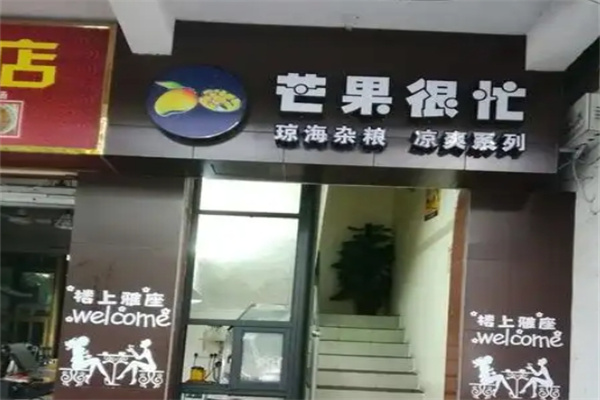 店
芒果很忙
琼海杂粮 凉爽系列
楼上雅座
welcome
楼上雅座
welcome